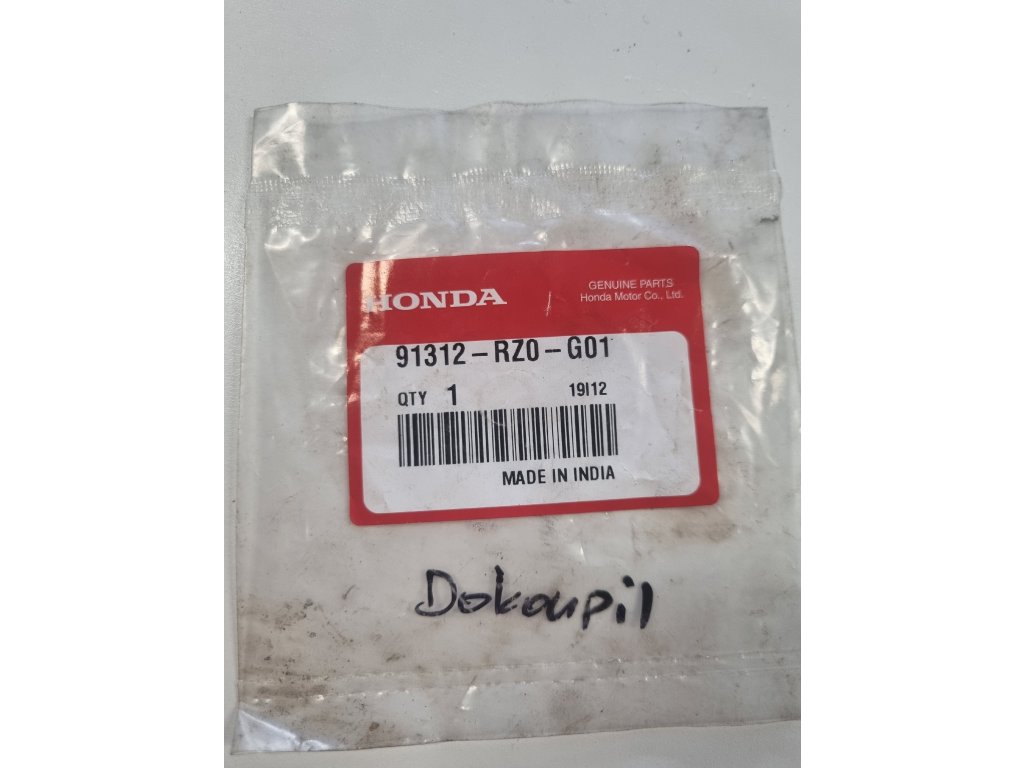 HONDA
GENUINE PARTS
Honda Motor Co., Ltd.
91312-RZ0-G01
QTY 1 19I12
MADE IN INDIA
Dokoupil